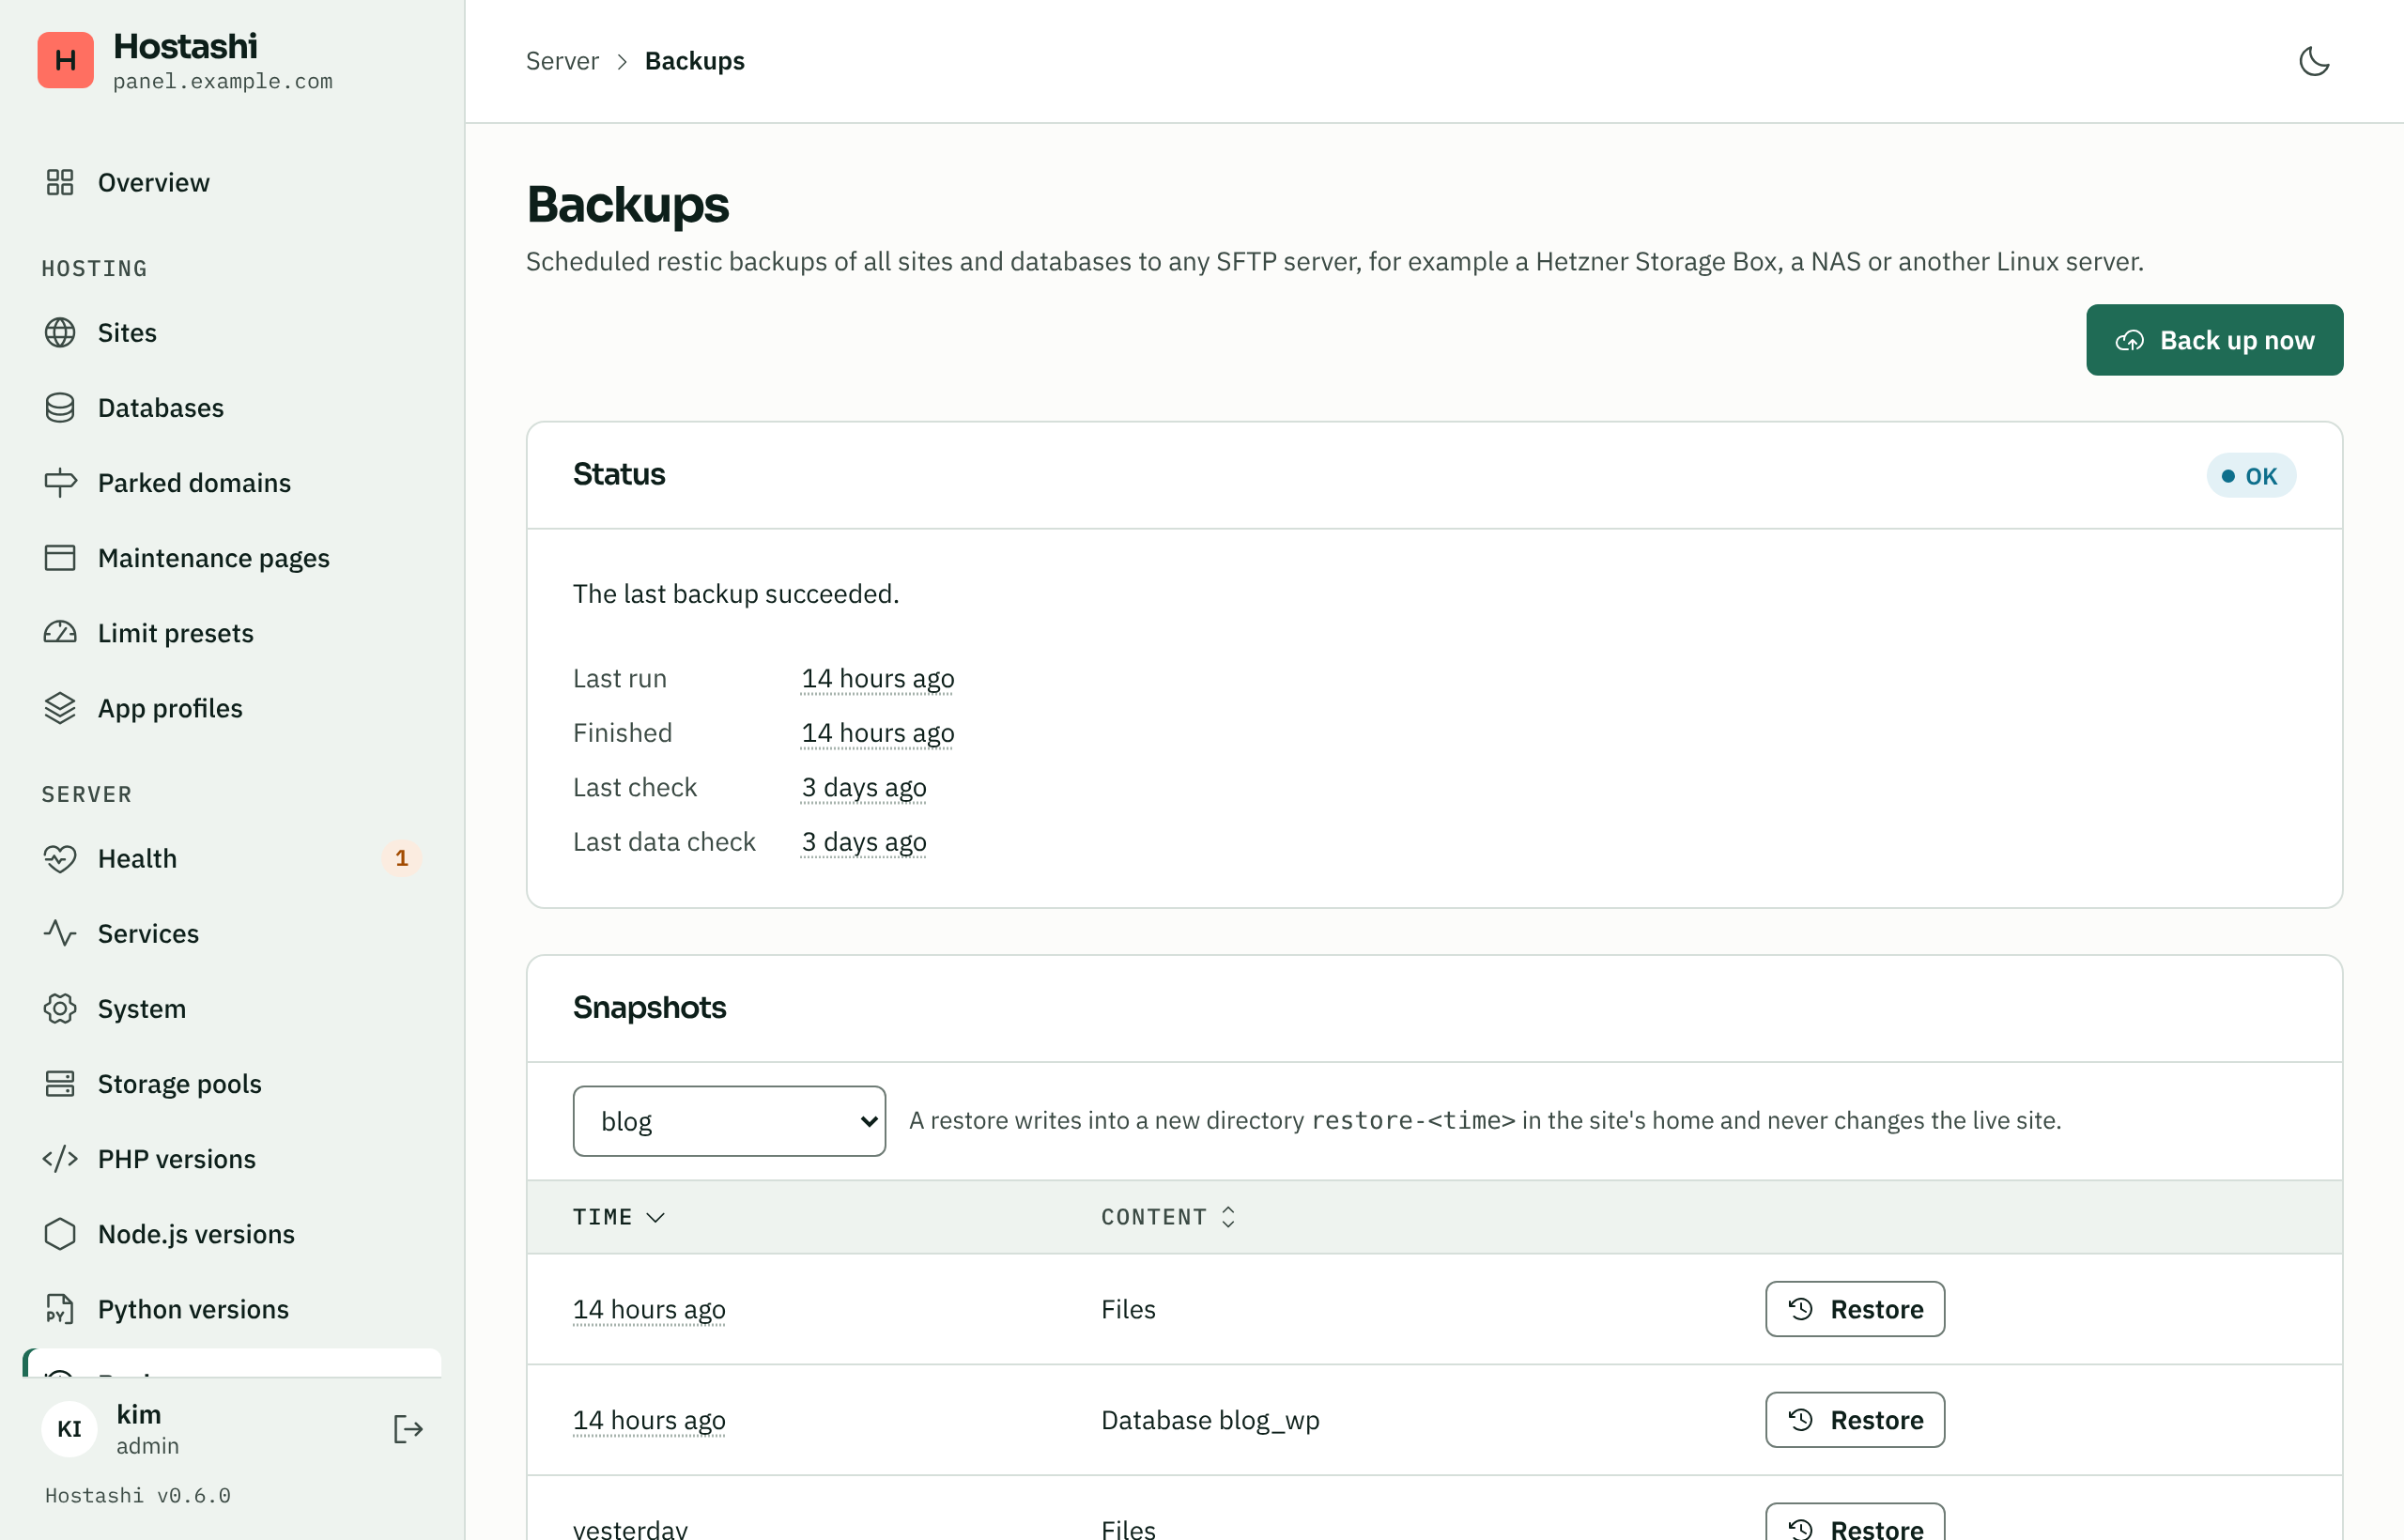 H
Hostashi
panel.example.com
Overview
HOSTING
Sites
Databases
Parked domains
Maintenance pages
Limit presets
App profiles
SERVER
Health 1
Services
System
Storage pools
PHP versions
Node.js versions
PY Python versions
KI
kim
admin
Hostashi v0.6.0
Server > Backups
Backups
Scheduled restic backups of all sites and databases to any SFTP server, for example a Hetzner Storage Box, a NAS or another Linux server.
Back up now
Status OK
The last backup succeeded.
Last run 14 hours ago
Finished 14 hours ago
Last check 3 days ago
Last data check 3 days ago
Snapshots
blog A restore writes into a new directory restore-<time> in the site's home and never changes the live site.
TIME CONTENT
14 hours ago Files Restore
14 hours ago Database blog_wp Restore
yesterday Files Restore